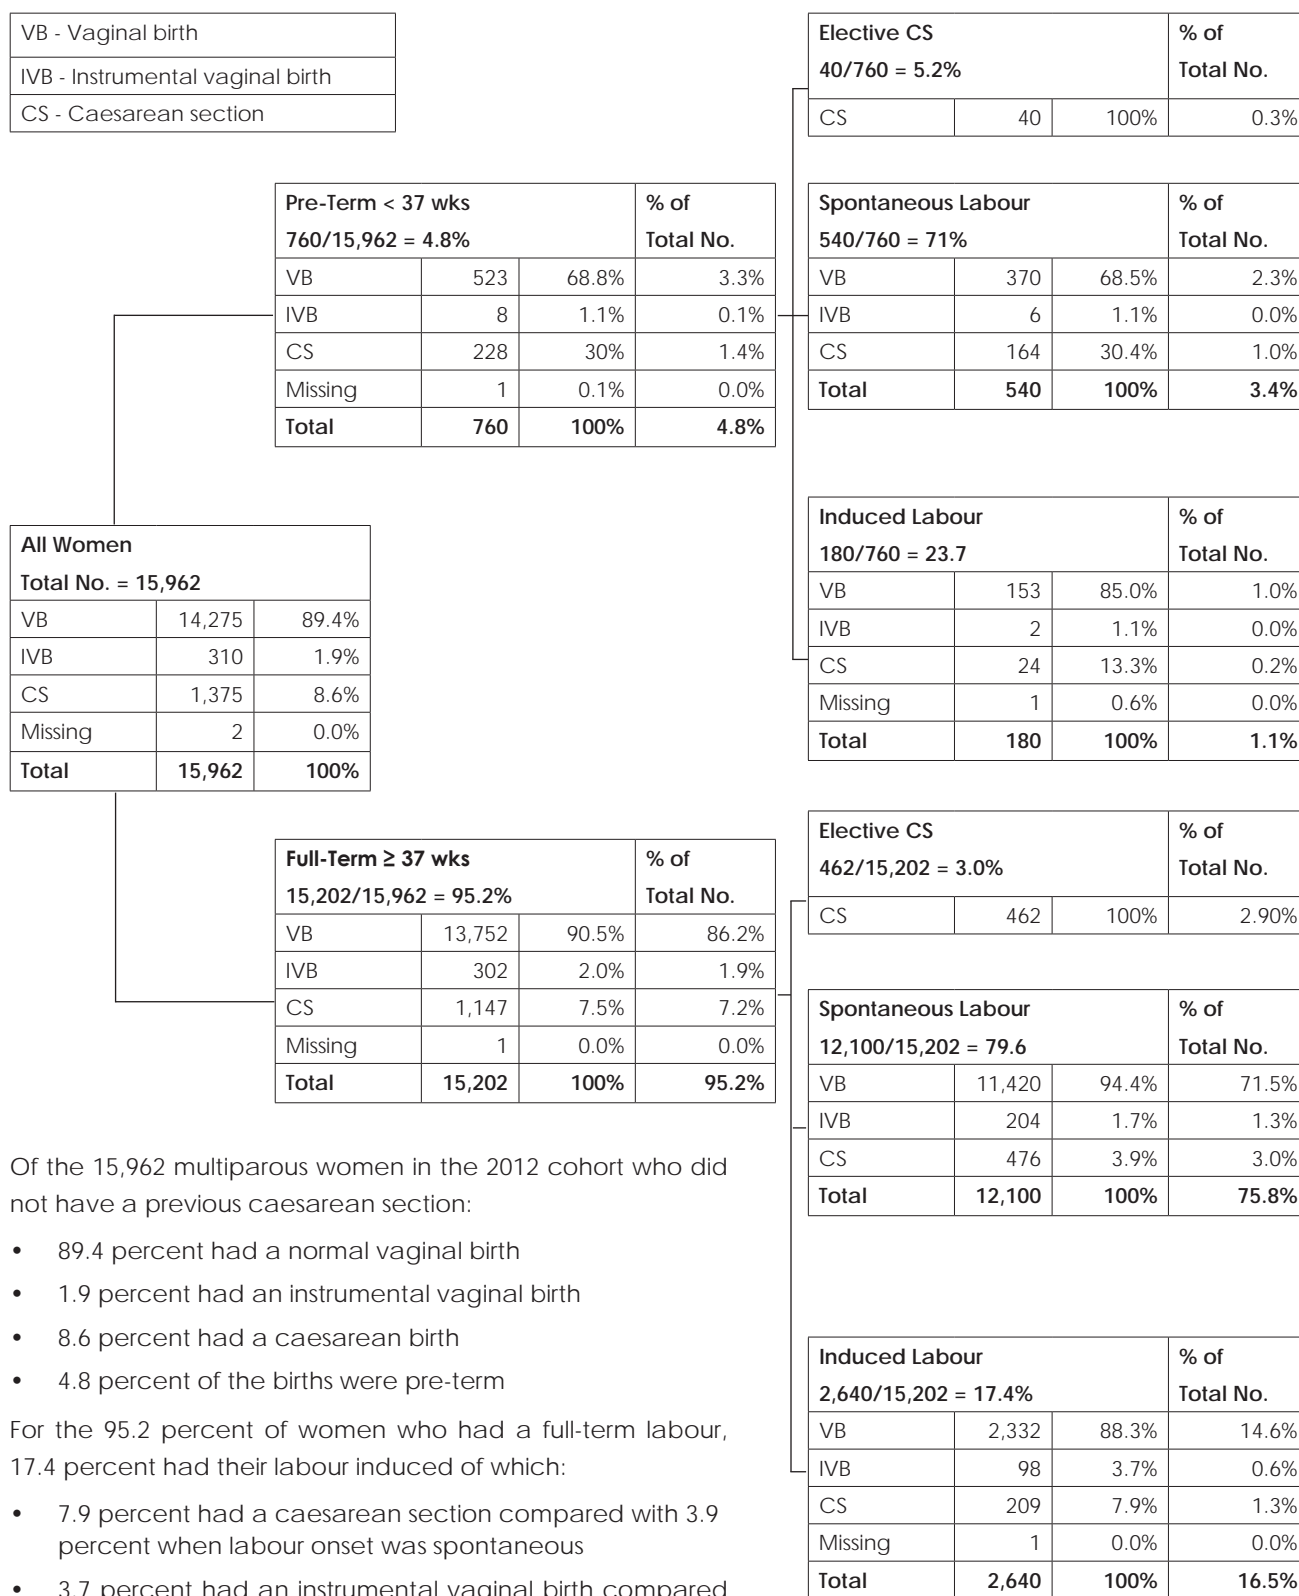 VB - Vaginal birth
IVB - Instrumental vaginal birth
CS - Caesarean section
Elective CS % of
40/760 = 5.2% Total No.
CS 40 100% 0.3%
Pre-Term < 37 wks % of
760/15,962 = 4.8% Total No.
VB 523 68.8% 3.3%
IVB 8 1.1% 0.1%
CS 228 30% 1.4%
Missing 1 0.1% 0.0%
Total 760 100% 4.8%
Spontaneous Labour % of
540/760 = 71% Total No.
VB 370 68.5% 2.3%
IVB 6 1.1% 0.0%
CS 164 30.4% 1.0%
Total 540 100% 3.4%
Induced Labour % of
180/760 = 23.7 Total No.
VB 153 85.0% 1.0%
IVB 2 1.1% 0.0%
CS 24 13.3% 0.2%
Missing 1 0.6% 0.0%
Total 180 100% 1.1%
All Women
Total No. = 15,962
VB 14,275 89.4%
IVB 310 1.9%
CS 1,375 8.6%
Missing 2 0.0%
Total 15,962 100%
Full-Term ≥ 37 wks % of
15,202/15,962 = 95.2% Total No.
VB 13,752 90.5% 86.2%
IVB 302 2.0% 1.9%
CS 1,147 7.5% 7.2%
Missing 1 0.0% 0.0%
Total 15,202 100% 95.2%
Elective CS % of
462/15,202 = 3.0% Total No.
CS 462 100% 2.90%
Spontaneous Labour % of
12,100/15,202 = 79.6 Total No.
VB 11,420 94.4% 71.5%
IVB 204 1.7% 1.3%
CS 476 3.9% 3.0%
Total 12,100 100% 75.8%
Induced Labour % of
2,640/15,202 = 17.4% Total No.
VB 2,332 88.3% 14.6%
IVB 98 3.7% 0.6%
CS 209 7.9% 1.3%
Missing 1 0.0% 0.0%
Total 2,640 100% 16.5%
Of the 15,962 multiparous women in the 2012 cohort who did
not have a previous caesarean section:
• 89.4 percent had a normal vaginal birth
• 1.9 percent had an instrumental vaginal birth
• 8.6 percent had a caesarean birth
• 4.8 percent of the births were pre-term
For the 95.2 percent of women who had a full-term labour,
17.4 percent had their labour induced of which:
• 7.9 percent had a caesarean section compared with 3.9
percent when labour onset was spontaneous
• 3.7 percent had an instrumental vaginal birth compared